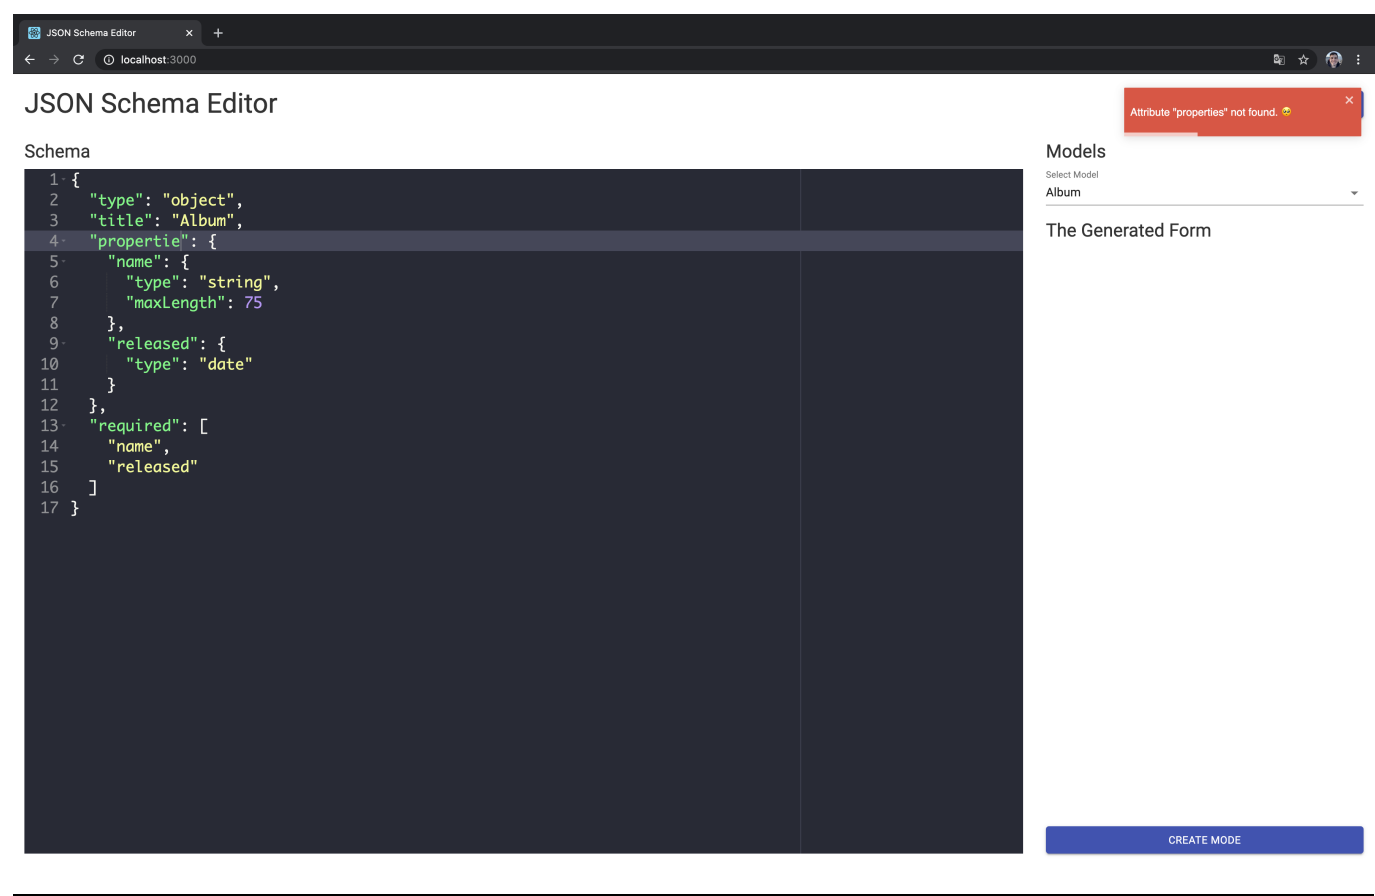 JSON Schema Editor
localhost:3000
JSON Schema Editor
Attribute "properties" not found. 🥺
Schema
1 {
2 "type": "object",
3 "title": "Album",
4 "propertie": {
5 "name": {
6 "type": "string",
7 "maxLength": 75
8 },
9 "released": {
10 "type": "date"
11 }
12 },
13 "required": [
14 "name",
15 "released"
16 ]
17 }
Models
Select Model
Album
The Generated Form
CREATE MODE